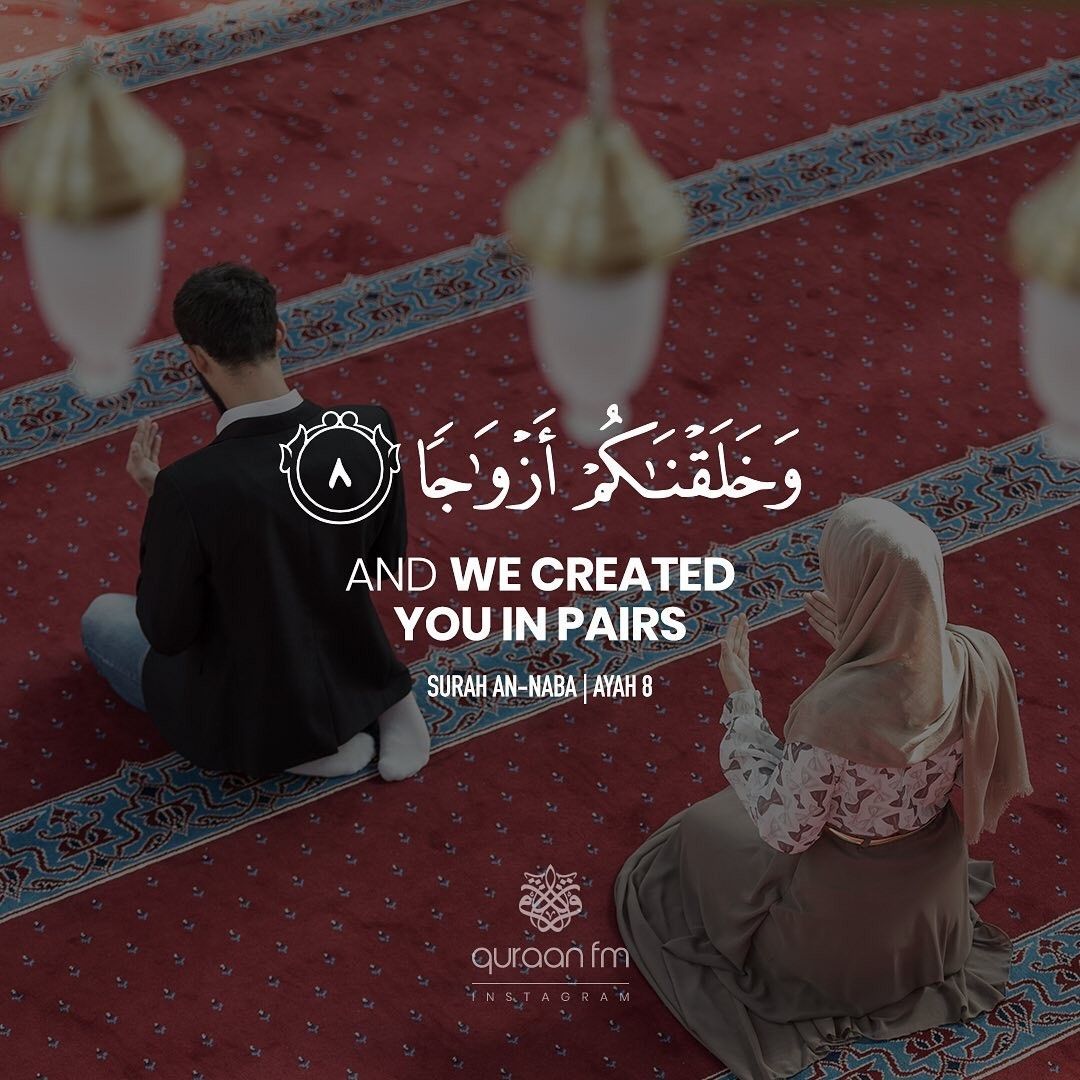 وَخَلَقۡنَٰكُمۡ أَزۡوَٰجٗا ٨
AND WE CREATED
YOU IN PAIRS
SURAH AN-NABA | AYAH 8
quraan fm
INSTAGRAM